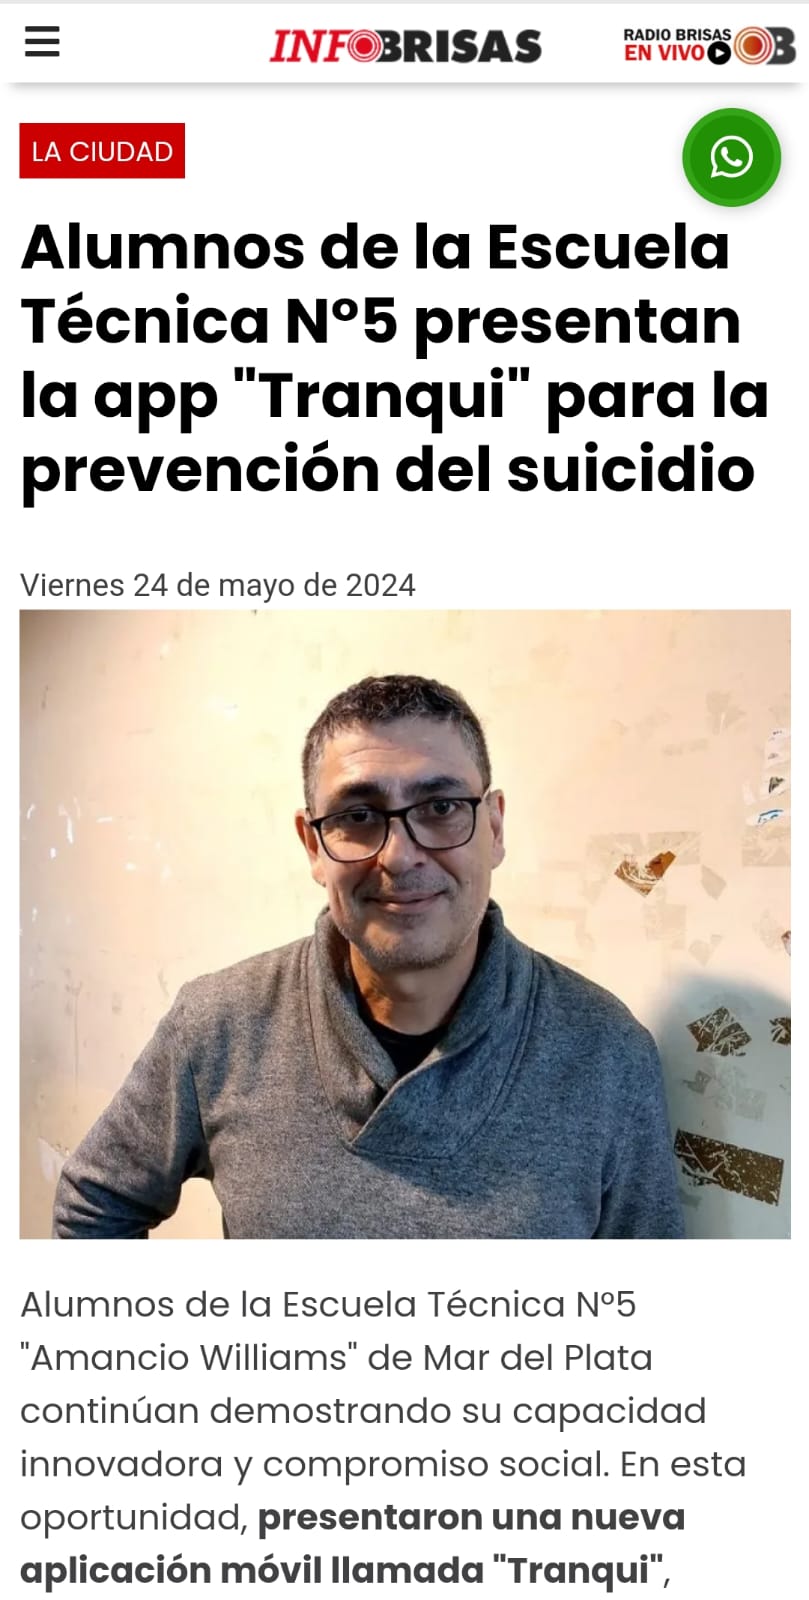 INFOBRISAS
RADIO BRISAS
EN VIVO
LA CIUDAD
Alumnos de la Escuela
Técnica N°5 presentan
la app "Tranqui" para la
prevención del suicidio
Viernes 24 de mayo de 2024
Alumnos de la Escuela Técnica N°5
"Amancio Williams" de Mar del Plata
continúan demostrando su capacidad
innovadora y compromiso social. En esta
oportunidad, presentaron una nueva
aplicación móvil llamada "Tranqui",